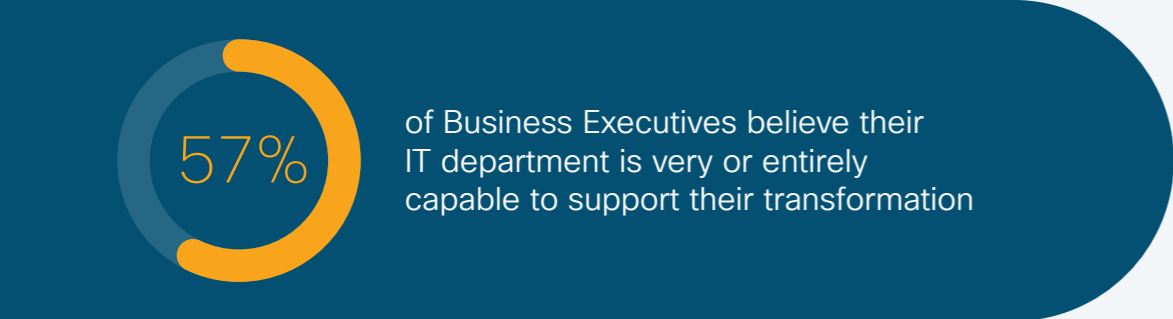 57%
of Business Executives believe their
IT department is very or entirely
capable to support their transformation